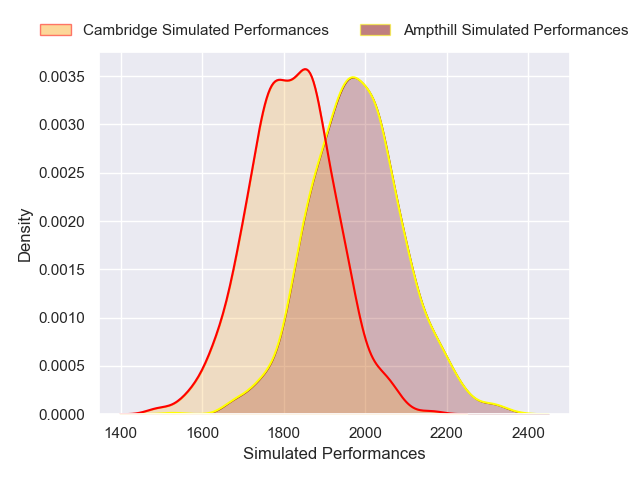 Cambridge Simulated Performances
Ampthill Simulated Performances
0.0035
0.0030
0.0025
0.0020
0.0015
0.0010
0.0005
0.0000
Density
1400 1600 1800 2000 2200 2400
Simulated Performances